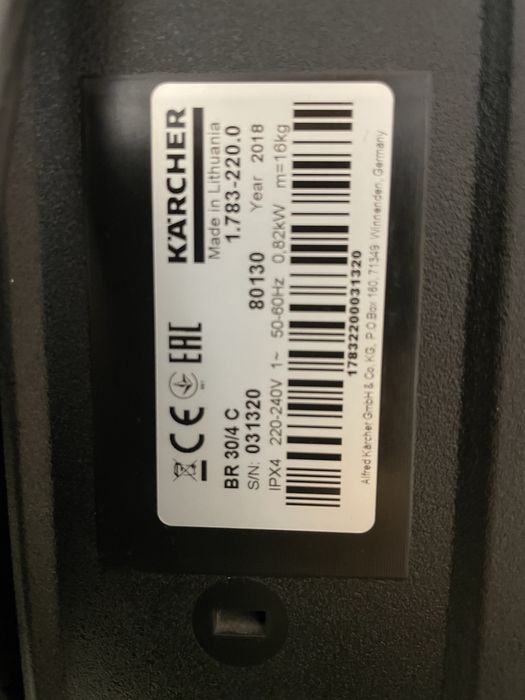 KÄRCHER
CE EAC
Made in Lithuania
BR 30/4 C 1.783-220.0
S/N: 031320 80130 Year 2018
IPX4 220-240V 1~ 50-60Hz 0,82kW m=16kg
17832200031320
Alfred Kärcher GmbH & Co. KG, P.O.Box 160, 71349 Winnenden, Germany